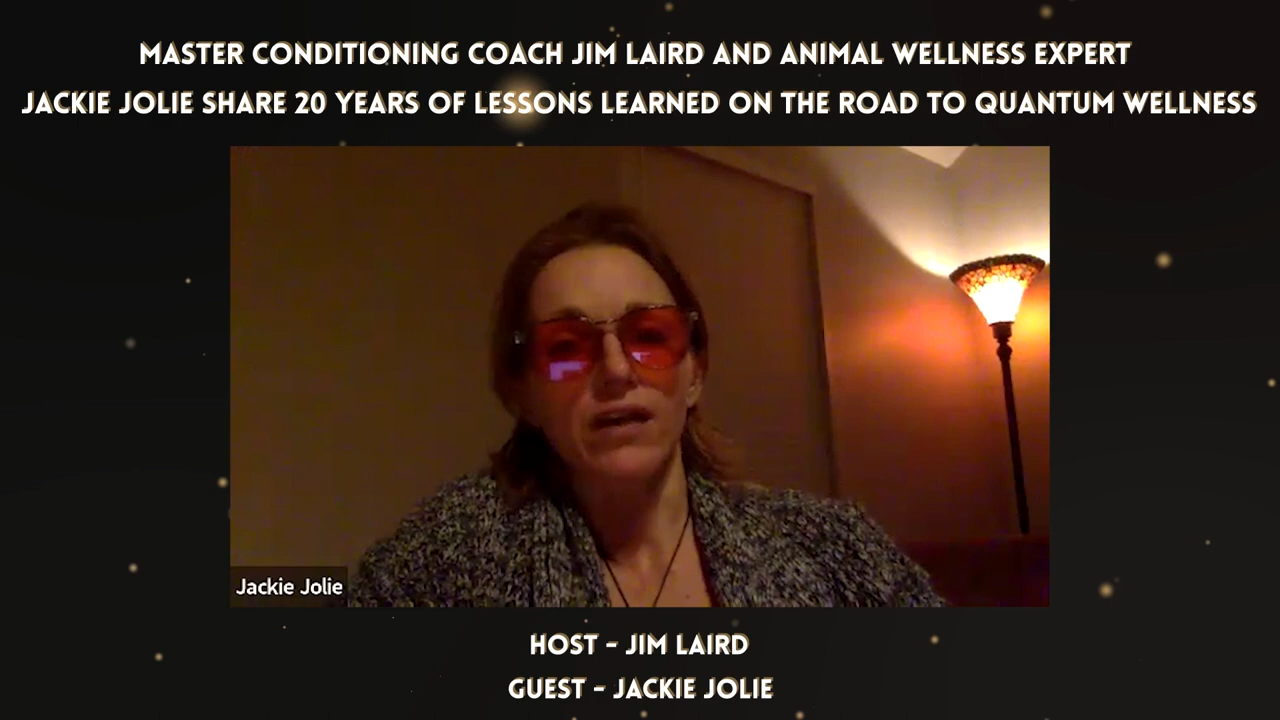 MASTER CONDITIONING COACH JIM LAIRD AND ANIMAL WELLNESS EXPERT
JACKIE JOLIE SHARE 20 YEARS OF LESSONS LEARNED ON THE ROAD TO QUANTUM WELLNESS
Jackie Jolie
HOST - JIM LAIRD
GUEST - JACKIE JOLIE